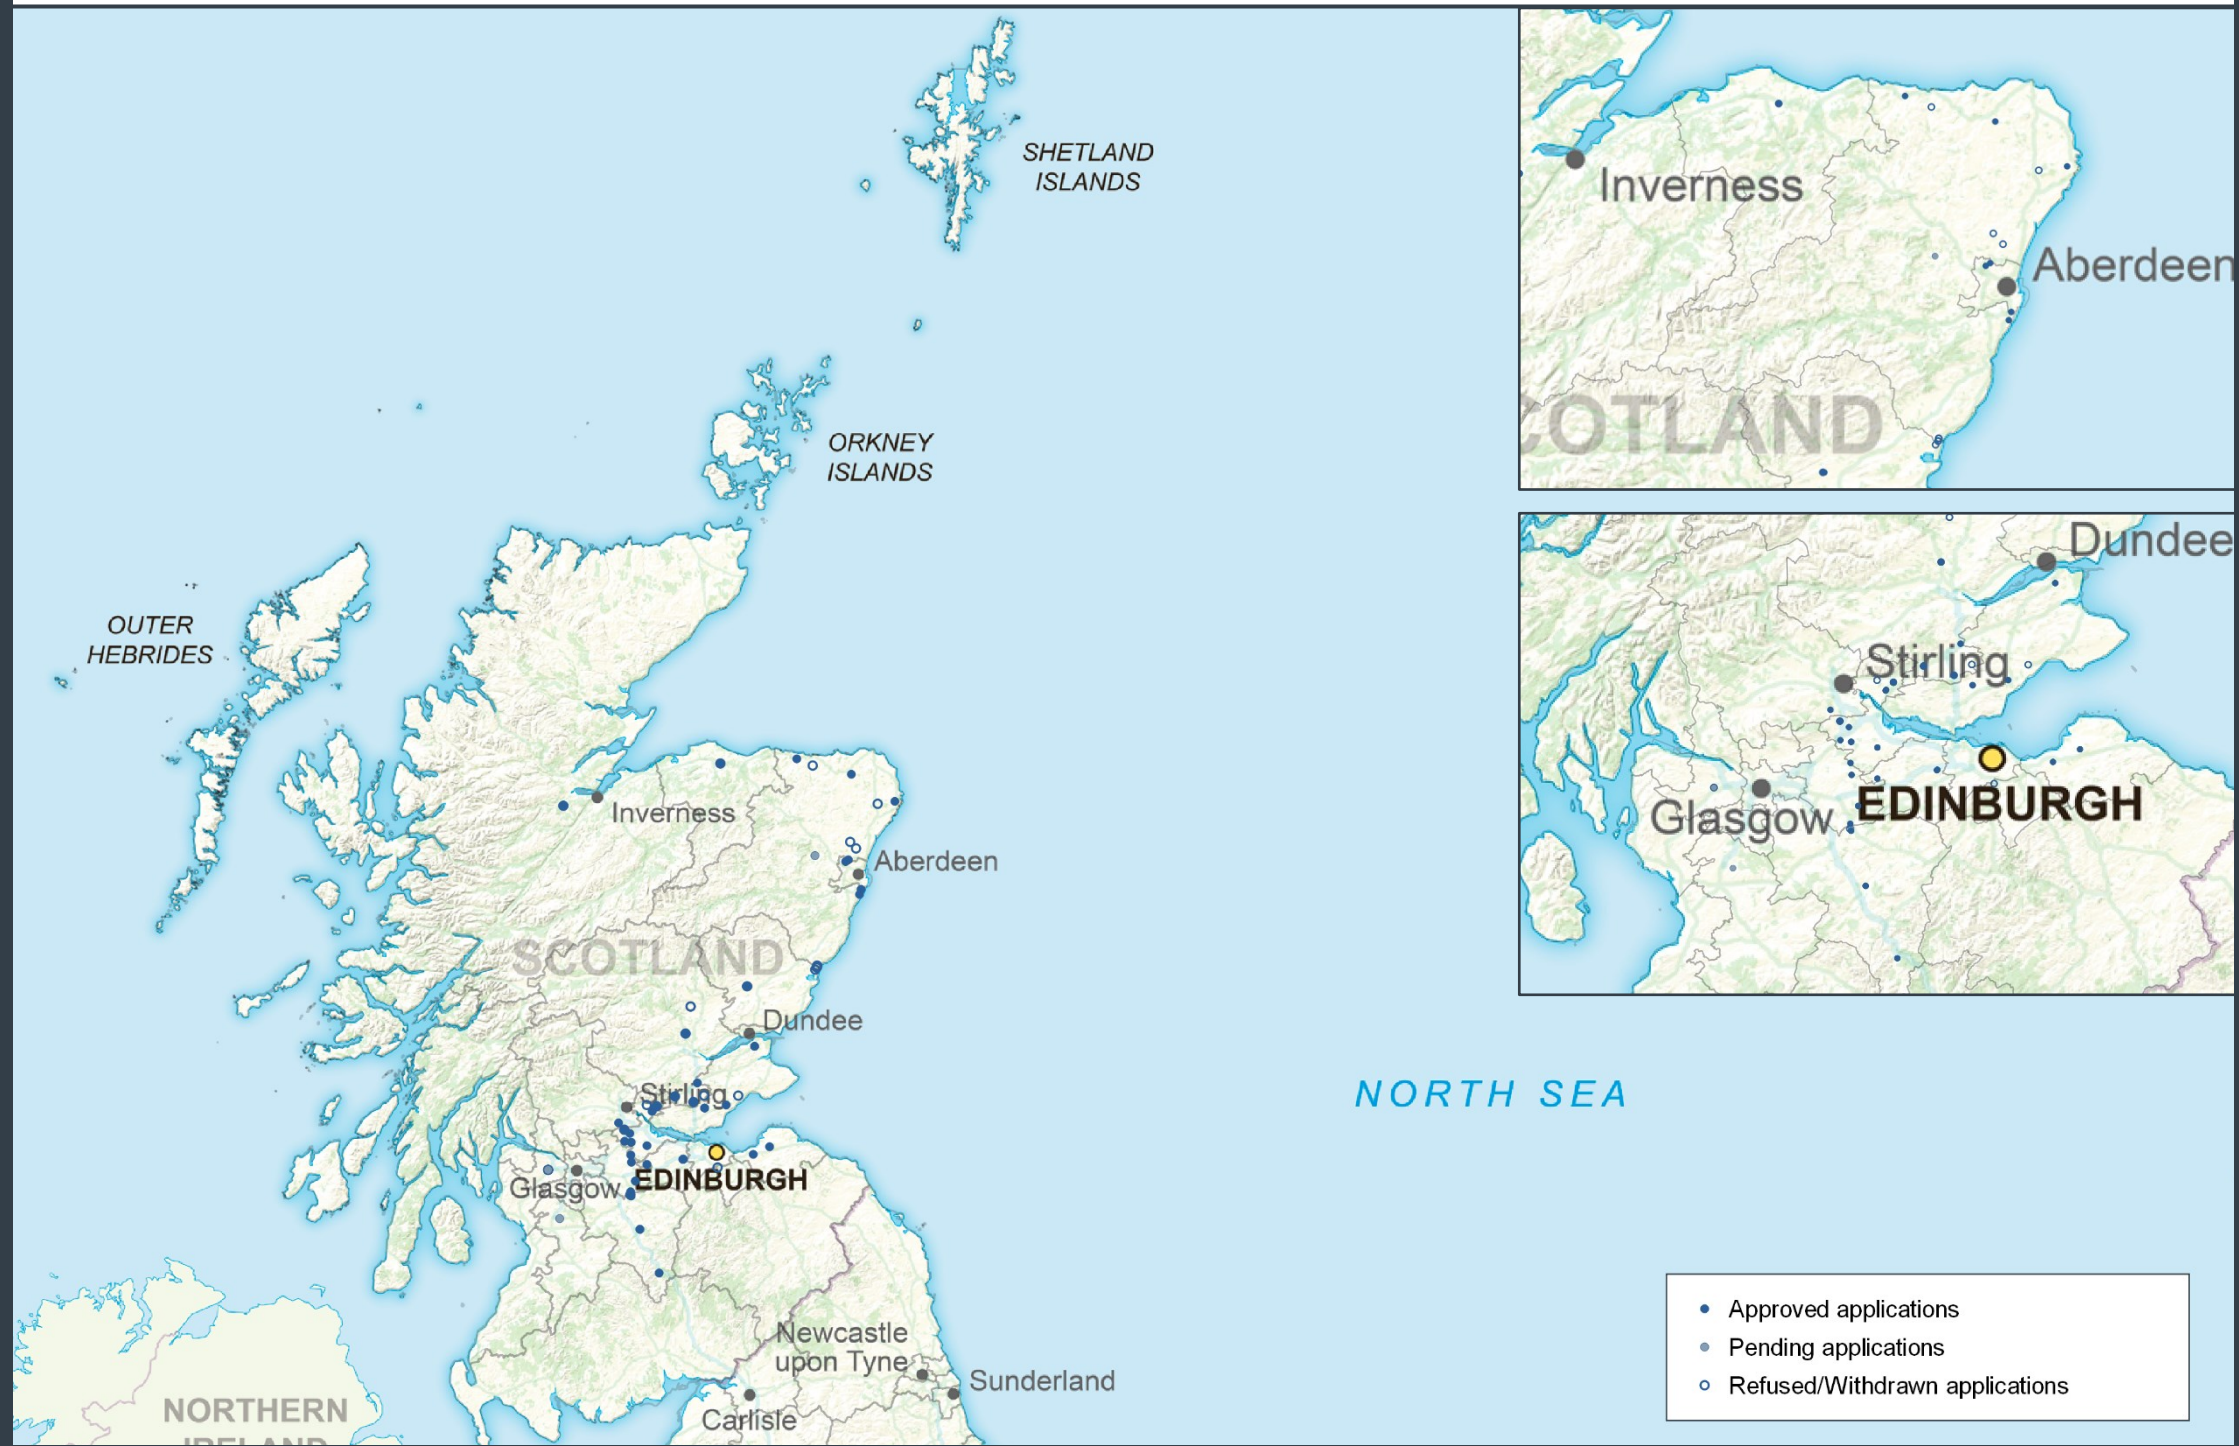 SHETLAND
ISLANDS
ORKNEY
ISLANDS
OUTER
HEBRIDES
Inverness
Aberdeen
SCOTLAND
Dundee
Stirling
EDINBURGH
Glasgow
Newcastle
upon Tyne
Sunderland
Carlisle
NORTHERN
IRELAND
NORTH SEA
Inverness
Aberdeen
COTLAND
Dundee
Stirling
Glasgow
EDINBURGH
Approved applications
Pending applications
Refused/Withdrawn applications